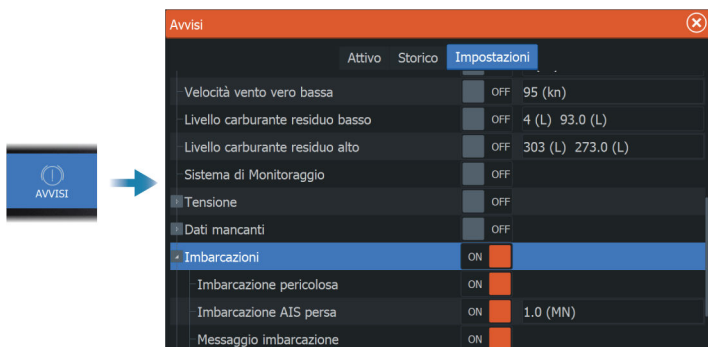 Avvisi
Attivo Storico Impostazioni
Velocità vento vero bassa OFF 95 (kn)
Livello carburante residuo basso OFF 4 (L) 93.0 (L)
Livello carburante residuo alto OFF 303 (L) 273.0 (L)
Sistema di Monitoraggio OFF
AVVISI
Tensione OFF
Dati mancanti OFF
Imbarcazioni ON
Imbarcazione pericolosa ON
Imbarcazione AIS persa ON 1.0 (MN)
Messaggio imbarcazione ON